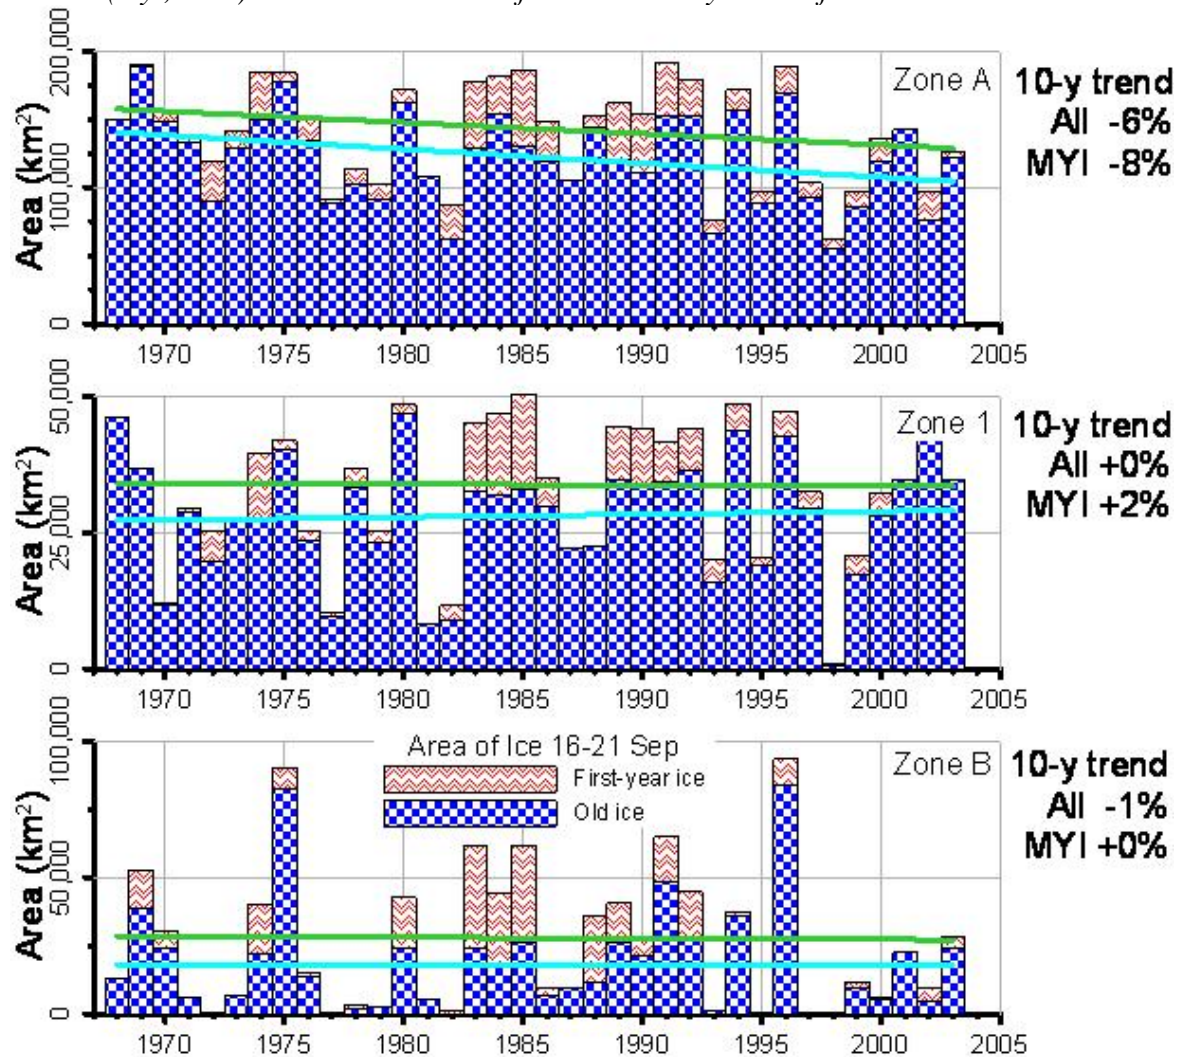 200,000
100,000
0
Area (km²)
Zone A
10-y trend
All -6%
MYI -8%
1970 1975 1980 1985 1990 1995 2000 2005
50,000
25,000
0
Area (km²)
Zone 1
10-y trend
All +0%
MYI +2%
1970 1975 1980 1985 1990 1995 2000 2005
100,000
50,000
0
Area (km²)
Area of Ice 16-21 Sep
First-year ice
Old ice
Zone B
10-y trend
All -1%
MYI +0%
1970 1975 1980 1985 1990 1995 2000 2005